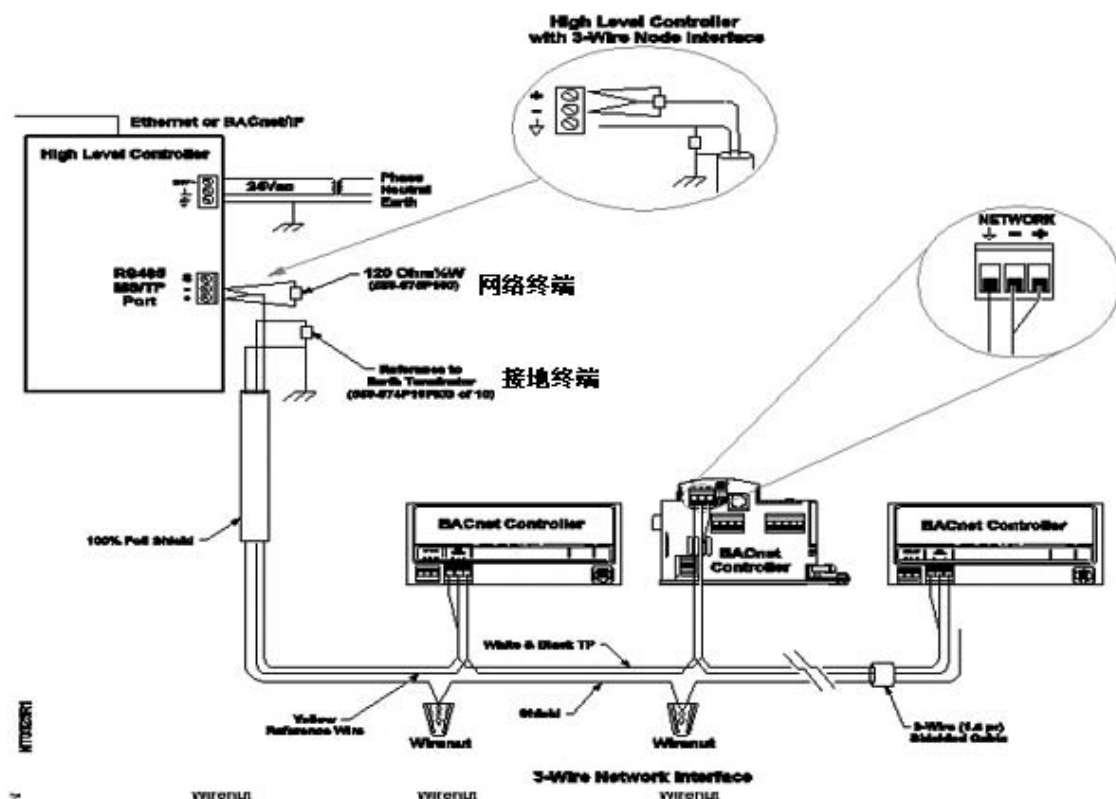 High Level Controller
with 3-Wire Node Interface
+
-
Ethernet or BACnet/IP
High Level Controller
24Vac
Phase
Neutral
Earth
RS485
MS/TP
Port
120 Ohm
网络终端
Reference to
Earth Terminator
接地终端
NETWORK
- +
100% Foil Shield
BACnet Controller
BACnet
Controller
BACnet Controller
White & Black TP
Yellow
Reference Wire
Shield
Wirenut
Wirenut
Shielded Cable
3-Wire Network Interface
Wirenut
Wirenut
Wirenut